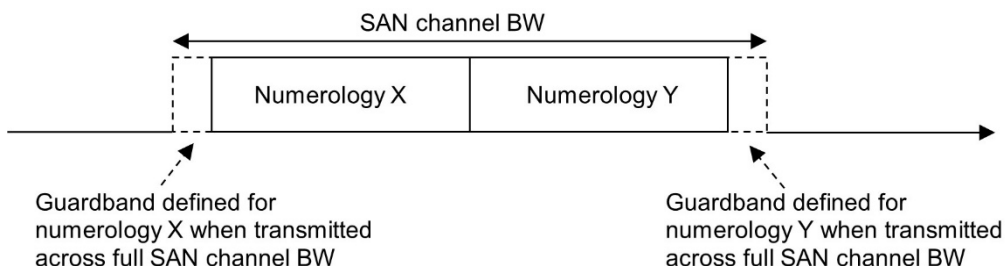 SAN channel BW
Numerology X
Numerology Y
Guardband defined for
numerology X when transmitted
across full SAN channel BW
Guardband defined for
numerology Y when transmitted
across full SAN channel BW